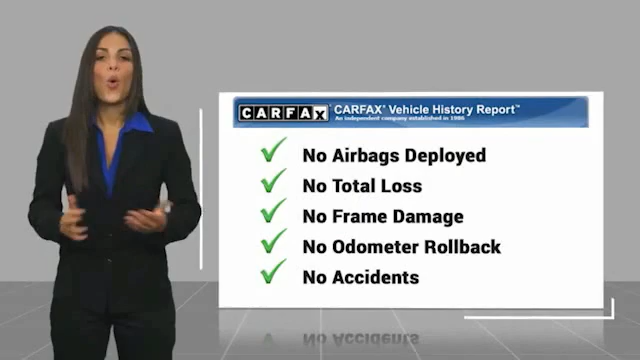 CARFAX CARFAX® Vehicle History Report™
An independent company established in 1986
No Airbags Deployed
No Total Loss
No Frame Damage
No Odometer Rollback
No Accidents